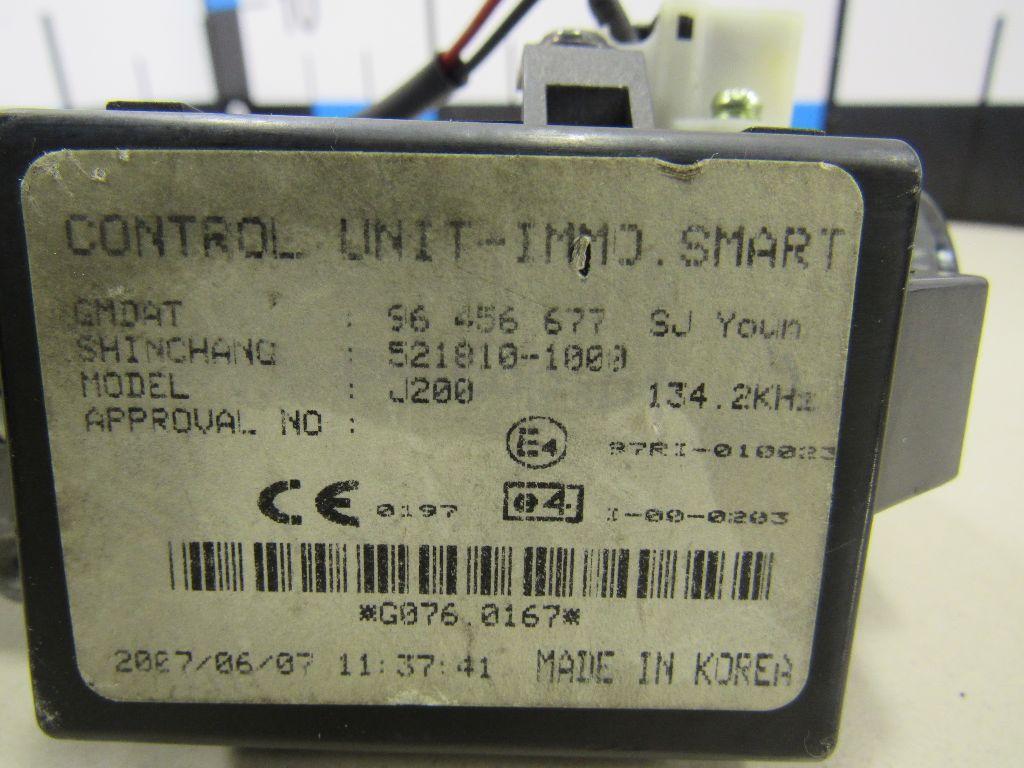 CONTROL UNIT-IMMO.SMART
GMDAT : 96 456 677 SJ Youn
SHINCHANG : 521810-1000
MODEL : J200 134.2KHz
APPROVAL NO :
E4 97RI-010023
CE 0197 e4 I-00-0203
*G076.0167*
2007/06/07 11:37:41 MADE IN KOREA